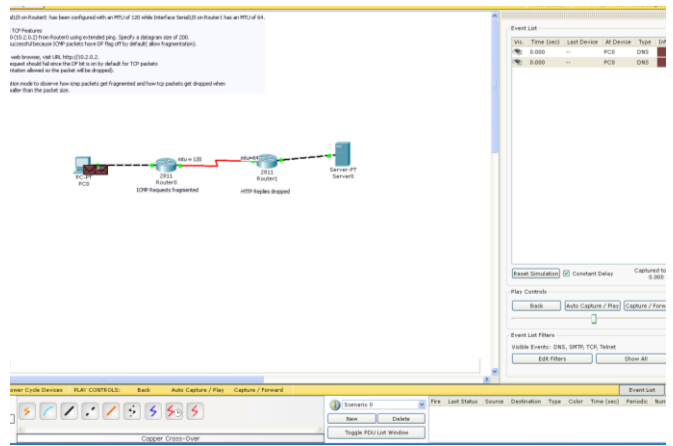 ial1/0 on Router0 has been configured with an MTU of 120 while Interface Serial1/0 on Router1 has an MTU of 64.
TCP Features
0 (10.2.0.2) from Router0 using extended ping. Specify a datagram size of 200.
uccessful because ICMP packets have DF flag off by default( allow fragmentation).
web browser, visit URL http://10.2.0.2.
equest should fail since the DF bit is on by default for TCP packets
ntation allowed so the packet will be dropped).
tion mode to observe how icmp packets get fragmented and how tcp packets get dropped when
maller than the packet size.
mtu = 120
mtu=64
PC-PT
PC0
2811
Router0
ICMP Requests fragmented
2811
Router1
HTTP Replies dropped
Server-PT
Server0
Event List
Vis. Time (sec) Last Device At Device Type Inf
0.000 -- PC0 DNS
0.000 -- PC0 DNS
Reset Simulation Constant Delay Captured to
0.000
Play Controls
Back Auto Capture / Play Capture / Forw
Event List Filters
Visible Events: DNS, SMTP, TCP, Telnet
Edit Filters Show All
ower Cycle Devices PLAY CONTROLS: Back Auto Capture / Play Capture / Forward Event List
Scenario 0
New Delete
Toggle PDU List Window
Fire Last Status Source Destination Type Color Time (sec) Periodic Num
Copper Cross-Over